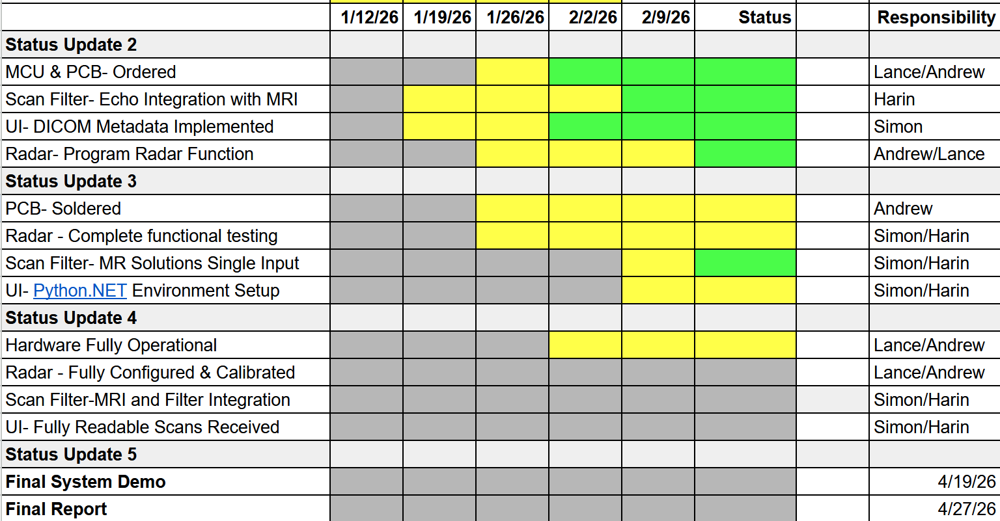 1/12/26 1/19/26 1/26/26 2/2/26 2/9/26 Status Responsibility
Status Update 2
MCU & PCB- Ordered Lance/Andrew
Scan Filter- Echo Integration with MRI Harin
UI- DICOM Metadata Implemented Simon
Radar- Program Radar Function Andrew/Lance
Status Update 3
PCB- Soldered Andrew
Radar - Complete functional testing Simon/Harin
Scan Filter- MR Solutions Single Input Simon/Harin
UI- Python.NET Environment Setup Simon/Harin
Status Update 4
Hardware Fully Operational Lance/Andrew
Radar - Fully Configured & Calibrated Lance/Andrew
Scan Filter-MRI and Filter Integration Simon/Harin
UI- Fully Readable Scans Received Simon/Harin
Status Update 5
Final System Demo 4/19/26
Final Report 4/27/26